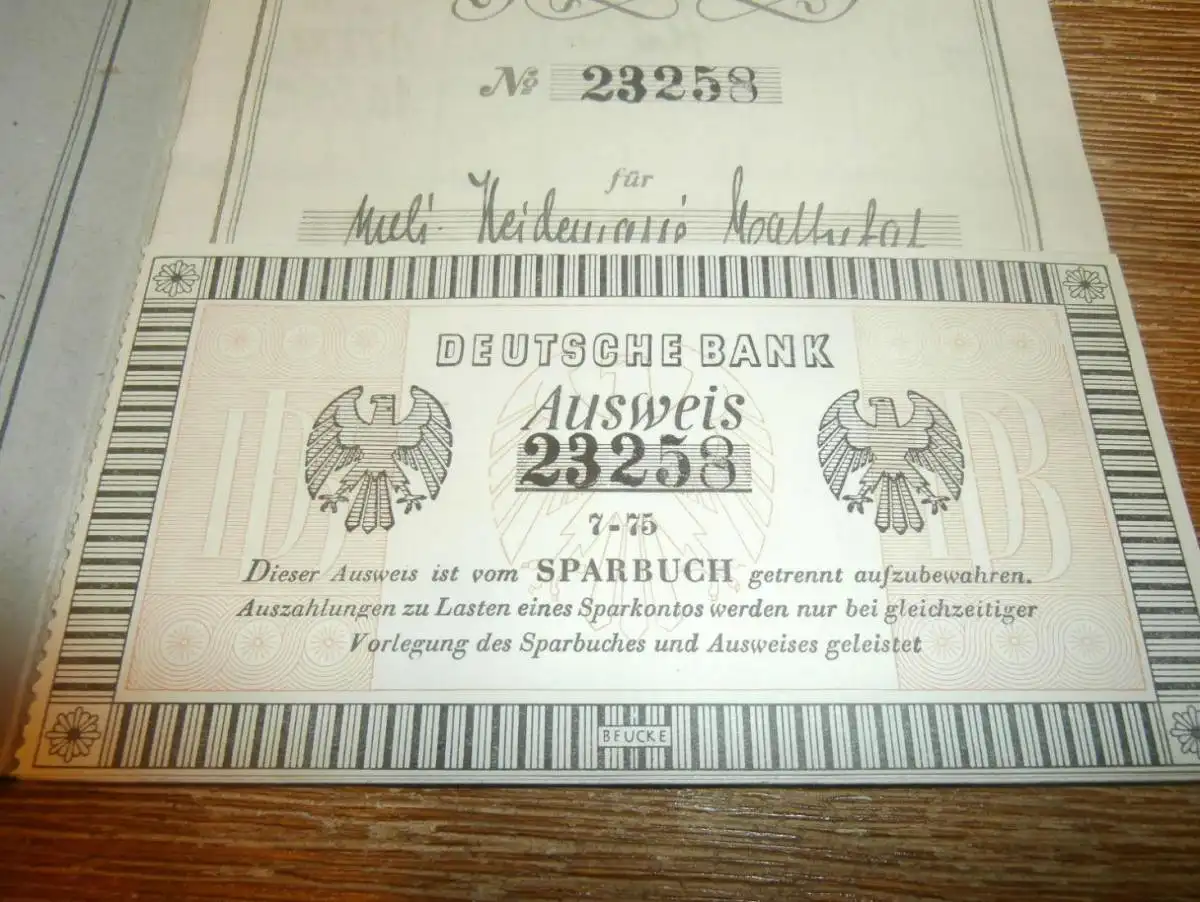 № 23258
für
Heidemarie
DEUTSCHE BANK
Ausweis
23258
7-75
Dieser Ausweis ist vom SPARBUCH getrennt aufzubewahren.
Auszahlungen zu Lasten eines Sparkontos werden nur bei gleichzeitiger
Vorlegung des Sparbuches und Ausweises geleistet
H
BEUCKE